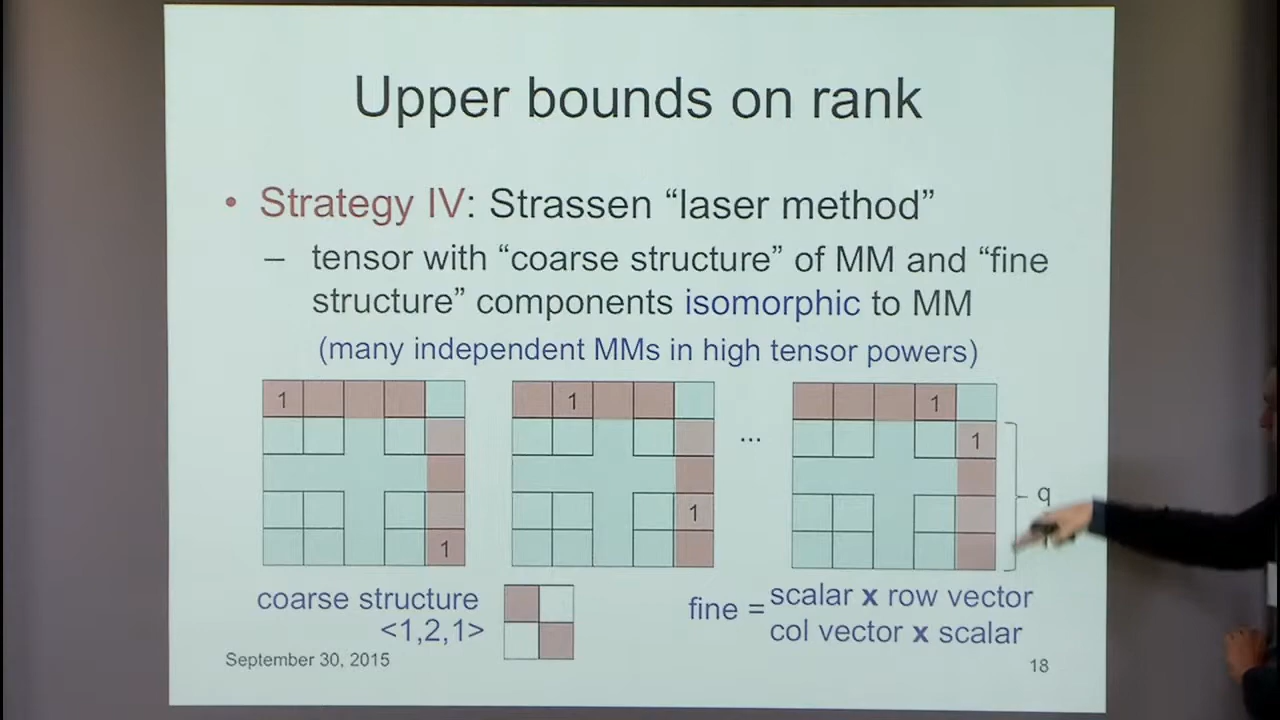 Upper bounds on rank
• Strategy IV: Strassen “laser method”
– tensor with “coarse structure” of MM and “fine
structure” components isomorphic to MM
(many independent MMs in high tensor powers)
1 1 1
... 1
1
1
q
coarse structure
<1,2,1>
fine = scalar x row vector
col vector x scalar
September 30, 2015
18